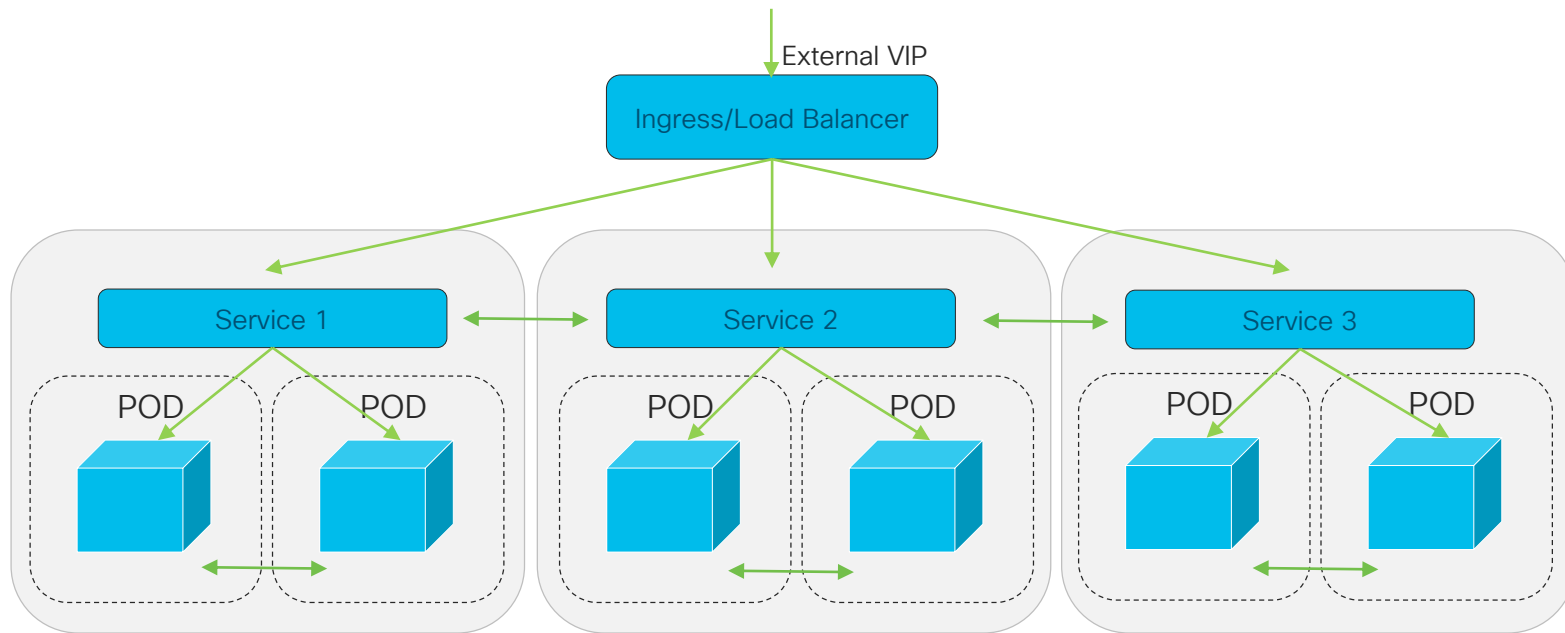 External VIP
Ingress/Load Balancer
Service 1
Service 2
Service 3
POD
POD
POD
POD
POD
POD